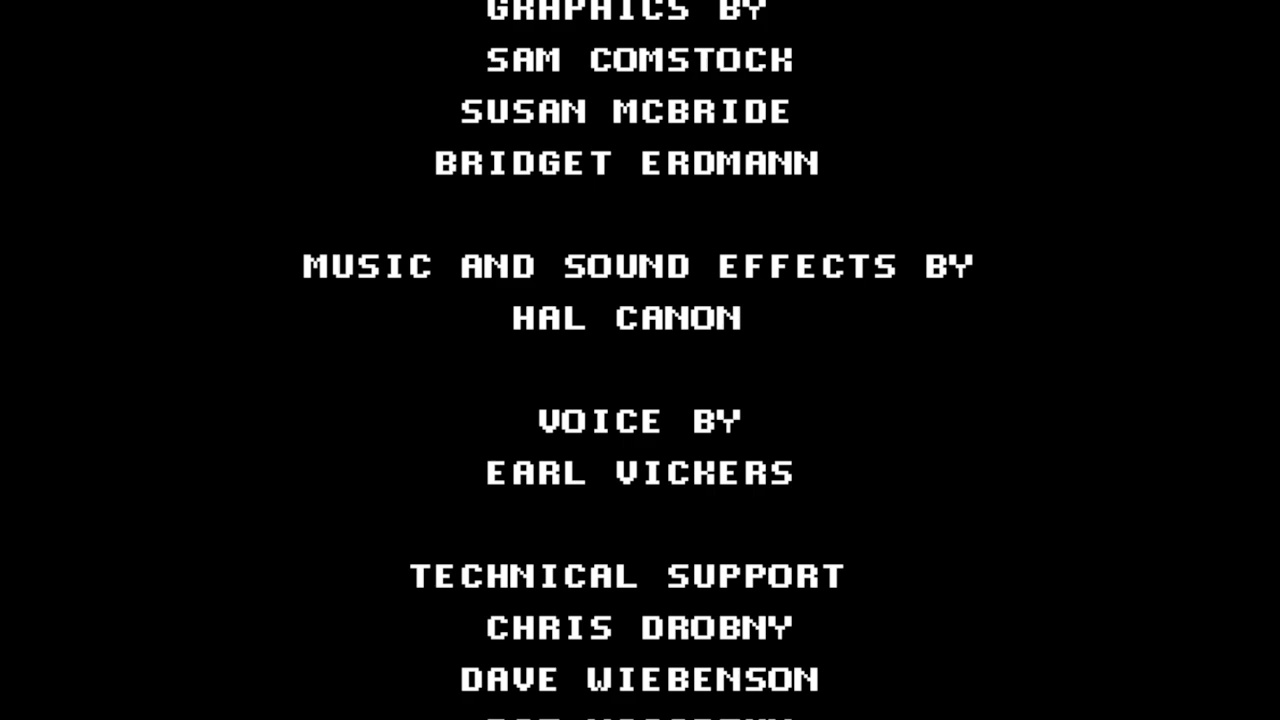 GRAPHICS BY
SAM COMSTOCK
SUSAN MCBRIDE
BRIDGET ERDMANN
MUSIC AND SOUND EFFECTS BY
HAL CANON
VOICE BY
EARL VICKERS
TECHNICAL SUPPORT
CHRIS DROBNY
DAVE WIEBENSON